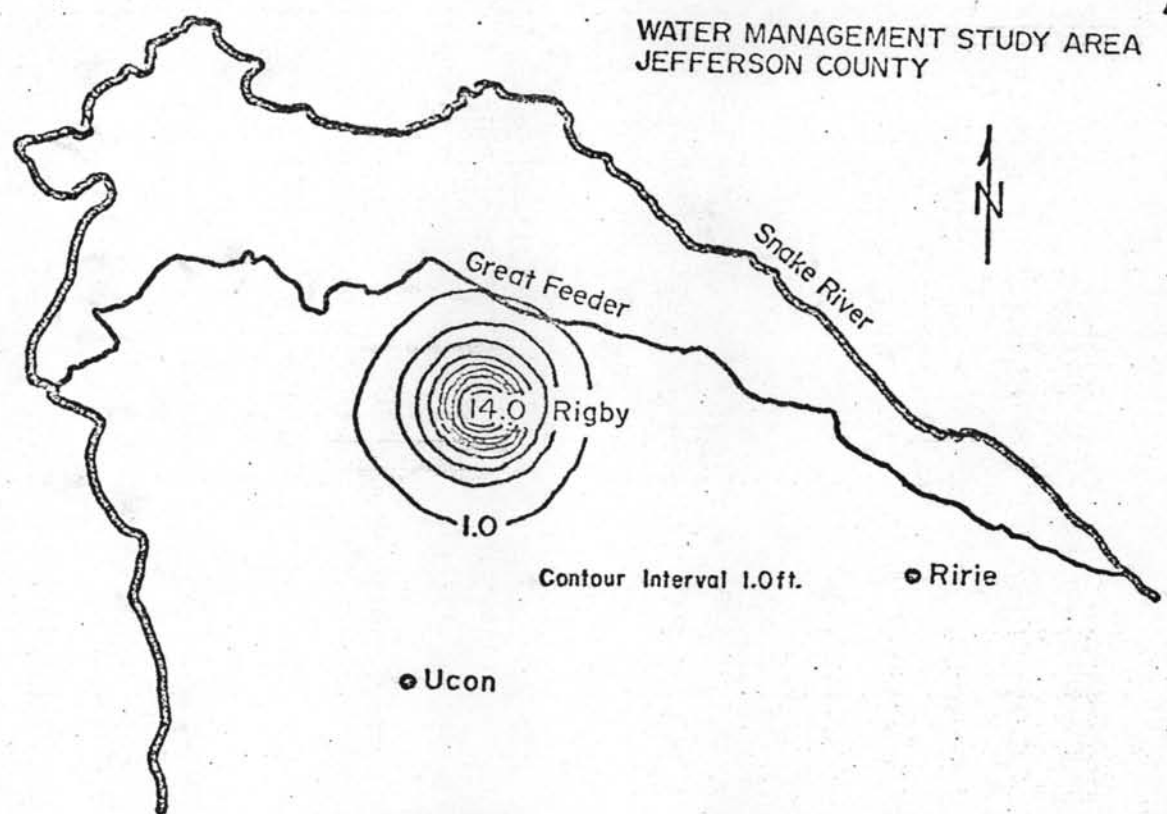 WATER MANAGEMENT STUDY AREA
JEFFERSON COUNTY
N
Snake River
Great Feeder
14.0 Rigby
1.0
Contour Interval 1.0ft.
Ririe
Ucon